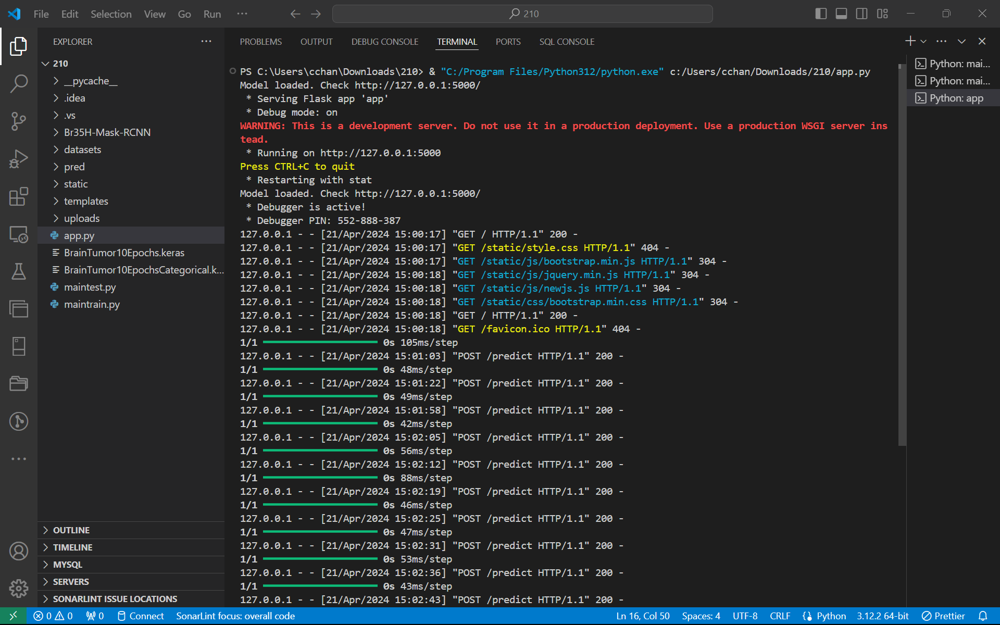 File Edit Selection View Go Run ··· 210
EXPLORER ···
210
__pycache__
.idea
.vs
Br35H-Mask-RCNN
datasets
pred
static
templates
uploads
app.py
BrainTumor10Epochs.keras
BrainTumor10EpochsCategorical.k...
maintest.py
maintrain.py
OUTLINE
TIMELINE
MYSQL
SERVERS
SONARLINT ISSUE LOCATIONS
PROBLEMS OUTPUT DEBUG CONSOLE TERMINAL PORTS SQL CONSOLE
PS C:\Users\cchan\Downloads\210> & "C:/Program Files/Python312/python.exe" c:/Users/cchan/Downloads/210/app.py
Model loaded. Check http://127.0.0.1:5000/
* Serving Flask app 'app'
* Debug mode: on
WARNING: This is a development server. Do not use it in a production deployment. Use a production WSGI server ins
tead.
* Running on http://127.0.0.1:5000
Press CTRL+C to quit
* Restarting with stat
Model loaded. Check http://127.0.0.1:5000/
* Debugger is active!
* Debugger PIN: 552-888-387
127.0.0.1 - - [21/Apr/2024 15:00:17] "GET / HTTP/1.1" 200 -
127.0.0.1 - - [21/Apr/2024 15:00:17] "GET /static/style.css HTTP/1.1" 404 -
127.0.0.1 - - [21/Apr/2024 15:00:17] "GET /static/js/bootstrap.min.js HTTP/1.1" 304 -
127.0.0.1 - - [21/Apr/2024 15:00:18] "GET /static/js/jquery.min.js HTTP/1.1" 304 -
127.0.0.1 - - [21/Apr/2024 15:00:18] "GET /static/js/newjs.js HTTP/1.1" 304 -
127.0.0.1 - - [21/Apr/2024 15:00:18] "GET /static/css/bootstrap.min.css HTTP/1.1" 304 -
127.0.0.1 - - [21/Apr/2024 15:00:18] "GET / HTTP/1.1" 200 -
127.0.0.1 - - [21/Apr/2024 15:00:18] "GET /favicon.ico HTTP/1.1" 404 -
1/1 0s 105ms/step
127.0.0.1 - - [21/Apr/2024 15:01:03] "POST /predict HTTP/1.1" 200 -
1/1 0s 48ms/step
127.0.0.1 - - [21/Apr/2024 15:01:22] "POST /predict HTTP/1.1" 200 -
1/1 0s 49ms/step
127.0.0.1 - - [21/Apr/2024 15:01:58] "POST /predict HTTP/1.1" 200 -
1/1 0s 42ms/step
127.0.0.1 - - [21/Apr/2024 15:02:05] "POST /predict HTTP/1.1" 200 -
1/1 0s 56ms/step
127.0.0.1 - - [21/Apr/2024 15:02:12] "POST /predict HTTP/1.1" 200 -
1/1 0s 88ms/step
127.0.0.1 - - [21/Apr/2024 15:02:19] "POST /predict HTTP/1.1" 200 -
1/1 0s 46ms/step
127.0.0.1 - - [21/Apr/2024 15:02:25] "POST /predict HTTP/1.1" 200 -
1/1 0s 47ms/step
127.0.0.1 - - [21/Apr/2024 15:02:31] "POST /predict HTTP/1.1" 200 -
1/1 0s 53ms/step
127.0.0.1 - - [21/Apr/2024 15:02:36] "POST /predict HTTP/1.1" 200 -
1/1 0s 43ms/step
127.0.0.1 - - [21/Apr/2024 15:02:43] "POST /predict HTTP/1.1" 200 -
Python: mai...
Python: mai...
Python: app
0 0 0 Connect SonarLint focus: overall code Ln 16, Col 50 Spaces: 4 UTF-8 CRLF Python 3.12.2 64-bit Prettier